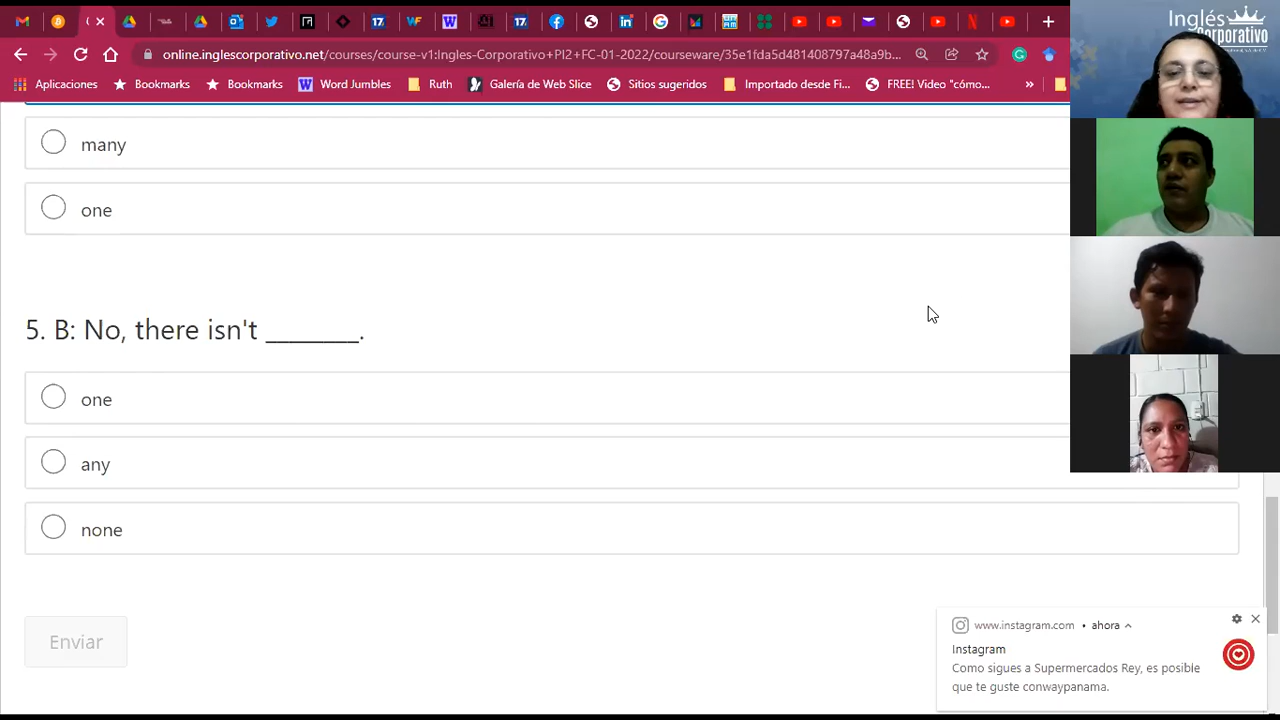 online.inglescorporativo.net/courses/course-v1:Ingles-Corporativo+PI2+FC-01-2022/courseware/35e1fda5d481408797a48a9b...
Aplicaciones
Bookmarks
Bookmarks
Word Jumbles
Ruth
Galería de Web Slice
Sitios sugeridos
Importado desde Fi...
FREE! Video "cómo...
»
Inglés
Corporativo
many
one
5. B: No, there isn't ________.
one
any
none
Enviar
www.instagram.com • ahora
Instagram
Como sigues a Supermercados Rey, es posible
que te guste conwaypanama.